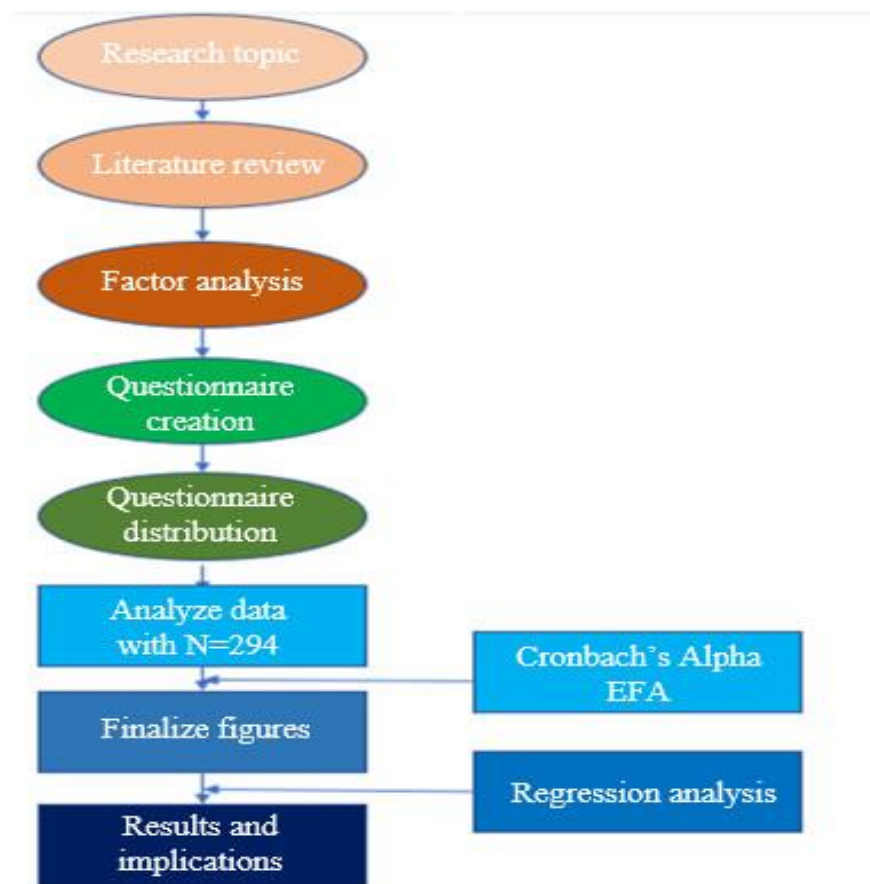 Research topic
Literature review
Factor analysis
Questionnaire
creation
Questionnaire
distribution
Analyze data
with N=294
Cronbach’s Alpha
EFA
Finalize figures
Regression analysis
Results and
implications